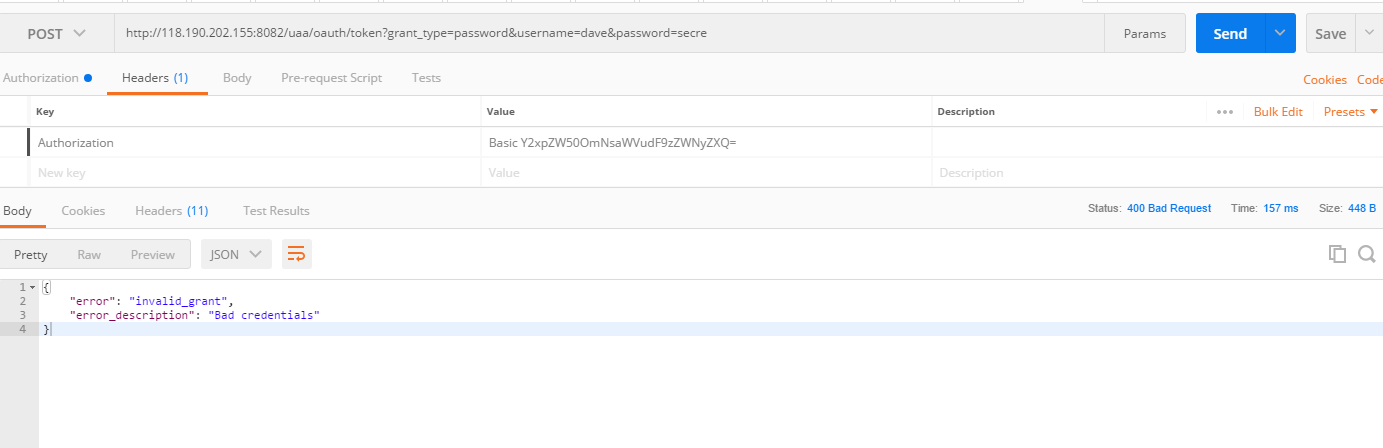 POST http://118.190.202.155:8082/uaa/oauth/token?grant_type=password&username=dave&password=secre Params Send Save
Authorization Headers (1) Body Pre-request Script Tests Cookies Code
Key Value Description Bulk Edit Presets
Authorization Basic Y2xpZW50OmNsaWVudF9zZWNyZXQ=
New key Value Description
Body Cookies Headers (11) Test Results Status: 400 Bad Request Time: 157 ms Size: 448 B
Pretty Raw Preview JSON
1 {
2 "error": "invalid_grant",
3 "error_description": "Bad credentials"
4 }